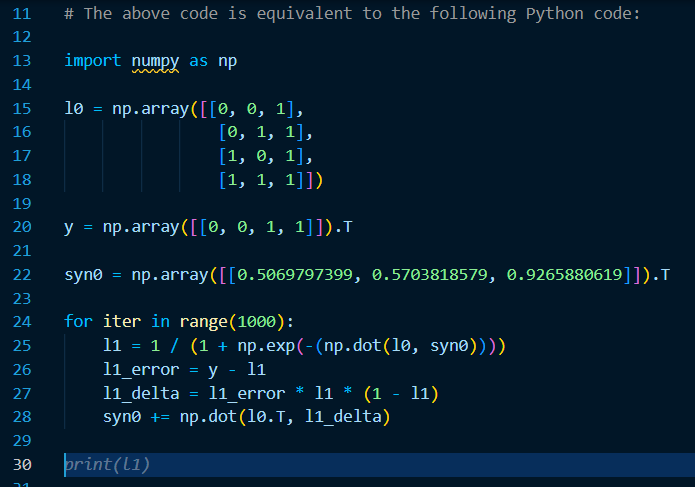 11 # The above code is equivalent to the following Python code:
12
13 import numpy as np
14
15 l0 = np.array([[0, 0, 1],
16                 [0, 1, 1],
17                 [1, 0, 1],
18                 [1, 1, 1]])
19
20 y = np.array([[0, 0, 1, 1]]).T
21
22 syn0 = np.array([[0.5069797399, 0.5703818579, 0.9265880619]]).T
23
24 for iter in range(1000):
25     l1 = 1 / (1 + np.exp(-(np.dot(l0, syn0))))
26     l1_error = y - l1
27     l1_delta = l1_error * l1 * (1 - l1)
28     syn0 += np.dot(l0.T, l1_delta)
29
30 print(l1)
31